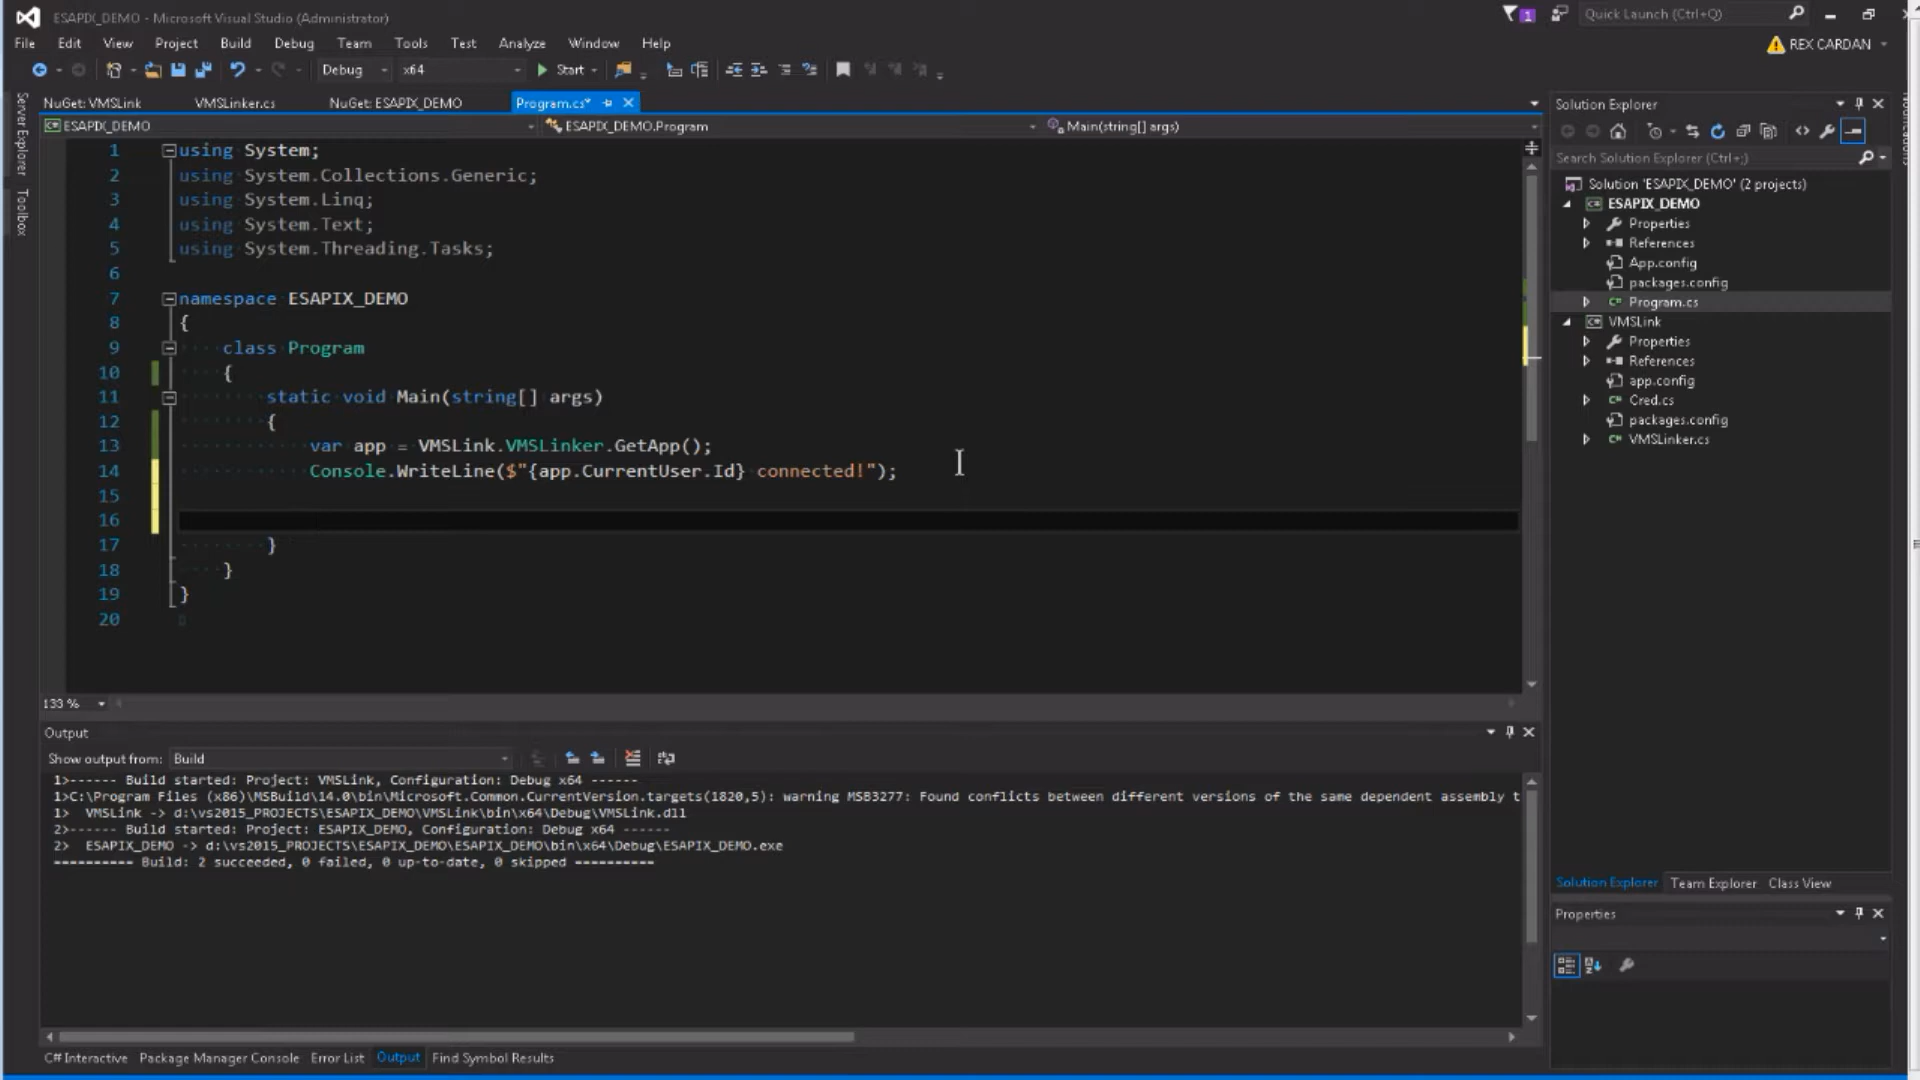 ESAPIX_DEMO - Microsoft Visual Studio (Administrator)
1
Quick Launch (Ctrl+Q)
File Edit View Project Build Debug Team Tools Test Analyze Window Help
REX CARDAN
Debug x64 Start
Server Explorer
Toolbox
NuGet: VMSLink VMSLinker.cs NuGet: ESAPIX_DEMO Program.cs*
ESAPIX_DEMO ESAPIX_DEMO.Program Main(string[] args)
1 using System;
2 using System.Collections.Generic;
3 using System.Linq;
4 using System.Text;
5 using System.Threading.Tasks;
6
7 namespace ESAPIX_DEMO
8 {
9 class Program
10 {
11 static void Main(string[] args)
12 {
13 var app = VMSLink.VMSLinker.GetApp();
14 Console.WriteLine($"{app.CurrentUser.Id} connected!");
15
16
17 }
18 }
19 }
20
133 %
Output
Show output from: Build
1>------ Build started: Project: VMSLink, Configuration: Debug x64 ------
1>C:\Program Files (x86)\MSBuild\14.0\bin\Microsoft.Common.CurrentVersion.targets(1820,5): warning MSB3277: Found conflicts between different versions of the same dependent assembly t
1> VMSLink -> d:\vs2015_PROJECTS\ESAPIX_DEMO\VMSLink\bin\x64\Debug\VMSLink.dll
2>------ Build started: Project: ESAPIX_DEMO, Configuration: Debug x64 ------
2> ESAPIX_DEMO -> d:\vs2015_PROJECTS\ESAPIX_DEMO\ESAPIX_DEMO\bin\x64\Debug\ESAPIX_DEMO.exe
========== Build: 2 succeeded, 0 failed, 0 up-to-date, 0 skipped ==========
C# Interactive Package Manager Console Error List Output Find Symbol Results
Solution Explorer
Search Solution Explorer (Ctrl+;)
Solution 'ESAPIX_DEMO' (2 projects)
ESAPIX_DEMO
Properties
References
App.config
packages.config
Program.cs
VMSLink
Properties
References
app.config
Cred.cs
packages.config
VMSLinker.cs
Solution Explorer Team Explorer Class View
Properties